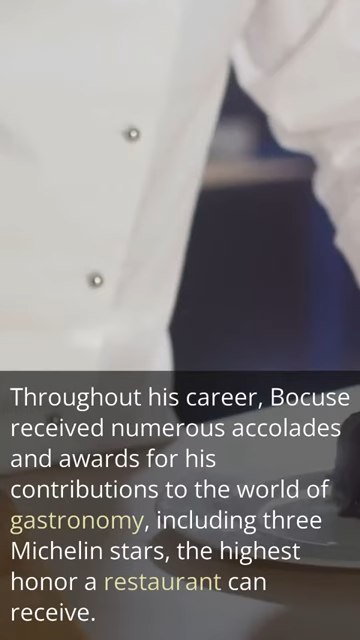 Throughout his career, Bocuse
received numerous accolades
and awards for his
contributions to the world of
gastronomy, including three
Michelin stars, the highest
honor a restaurant can
receive.